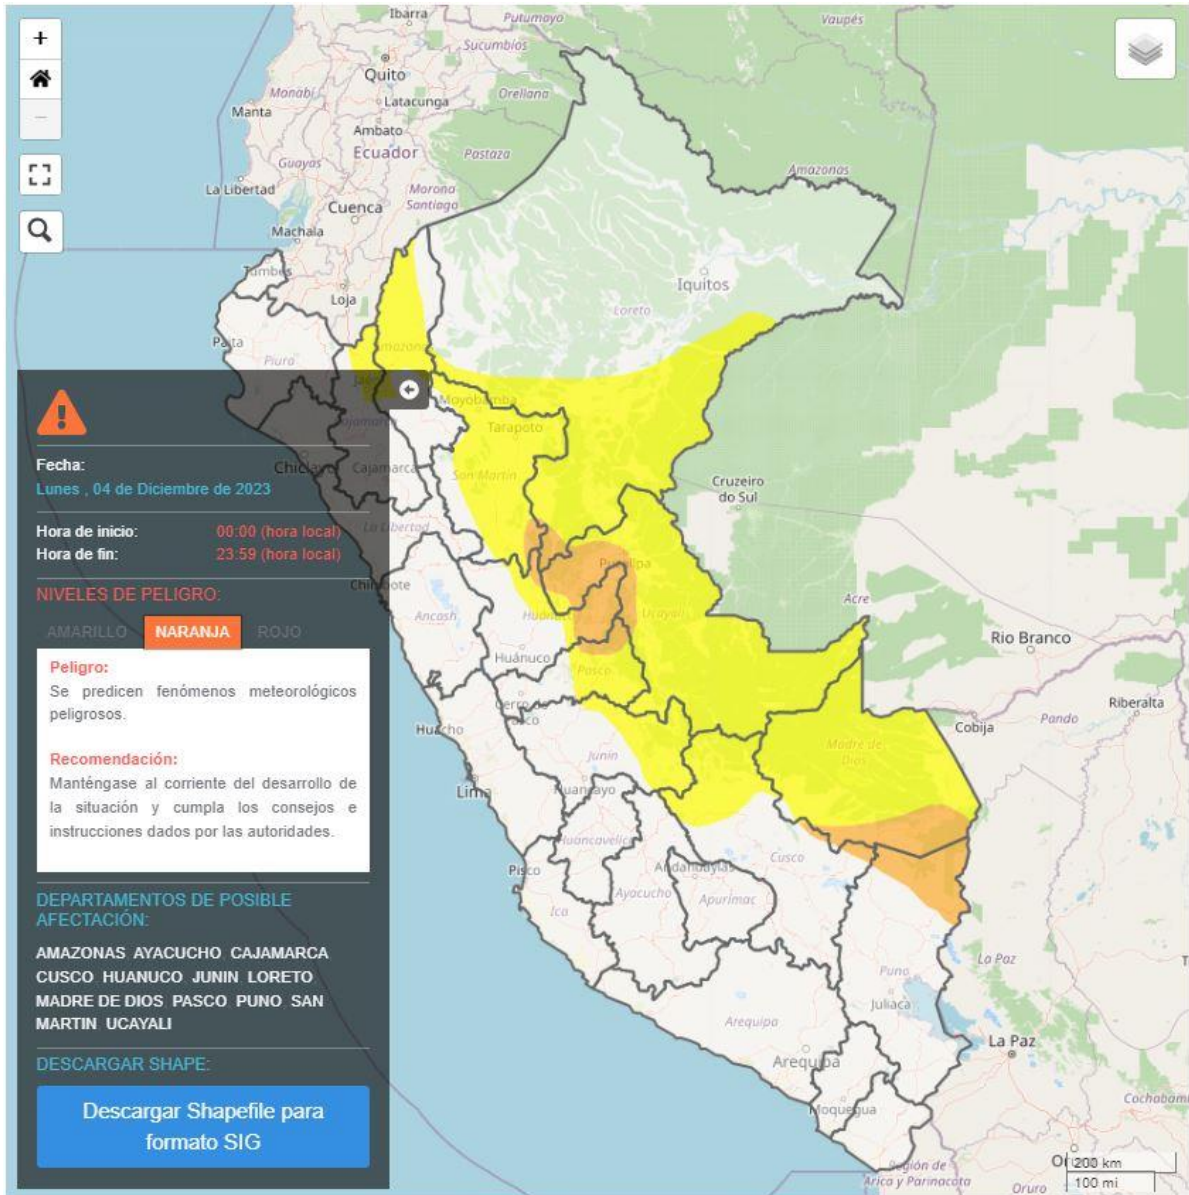 +
−
Ibarra
Putumayo
Vaupés
Sucumbíos
Quito
Manabí
Latacunga
Orellana
Manta
Ambato
Ecuador
Pastaza
Guayas
Amazonas
La Libertad
Morona
Santiago
Cuenca
Machala
Tumbes
Iquitos
Loja
Loreto
Paita
Piura
Amazonas
Jaén
Moyobamba
Cajamarca
Tarapoto
Chiclayo
Cajamarca
San Martín
Cruzeiro
do Sul
La Libertad
Pucallpa
Chimbote
Ancash
Huánuco
Ucayali
Acre
Rio Branco
Huánuco
Pasco
Riberalta
Cerro de
Pasco
Pando
Huacho
Cobija
Junín
Madre de
Dios
Lima
Huancayo
Huancavelica
Cusco
Pisco
Andahuaylas
Ayacucho
Apurímac
Ica
La Paz
Puno
Juliaca
Arequipa
La Paz
Arequipa
Moquegua
Cochabam
Región de
Arica y Parinacota
Oruro
200 km
100 mi
Fecha:
Lunes , 04 de Diciembre de 2023
Hora de inicio: 00:00 (hora local)
Hora de fin: 23:59 (hora local)
NIVELES DE PELIGRO:
AMARILLO NARANJA ROJO
Peligro:
Se predicen fenómenos meteorológicos
peligrosos.
Recomendación:
Manténgase al corriente del desarrollo de
la situación y cumpla los consejos e
instrucciones dados por las autoridades.
DEPARTAMENTOS DE POSIBLE
AFECTACIÓN:
AMAZONAS AYACUCHO CAJAMARCA
CUSCO HUANUCO JUNIN LORETO
MADRE DE DIOS PASCO PUNO SAN
MARTIN UCAYALI
DESCARGAR SHAPE:
Descargar Shapefile para
formato SIG